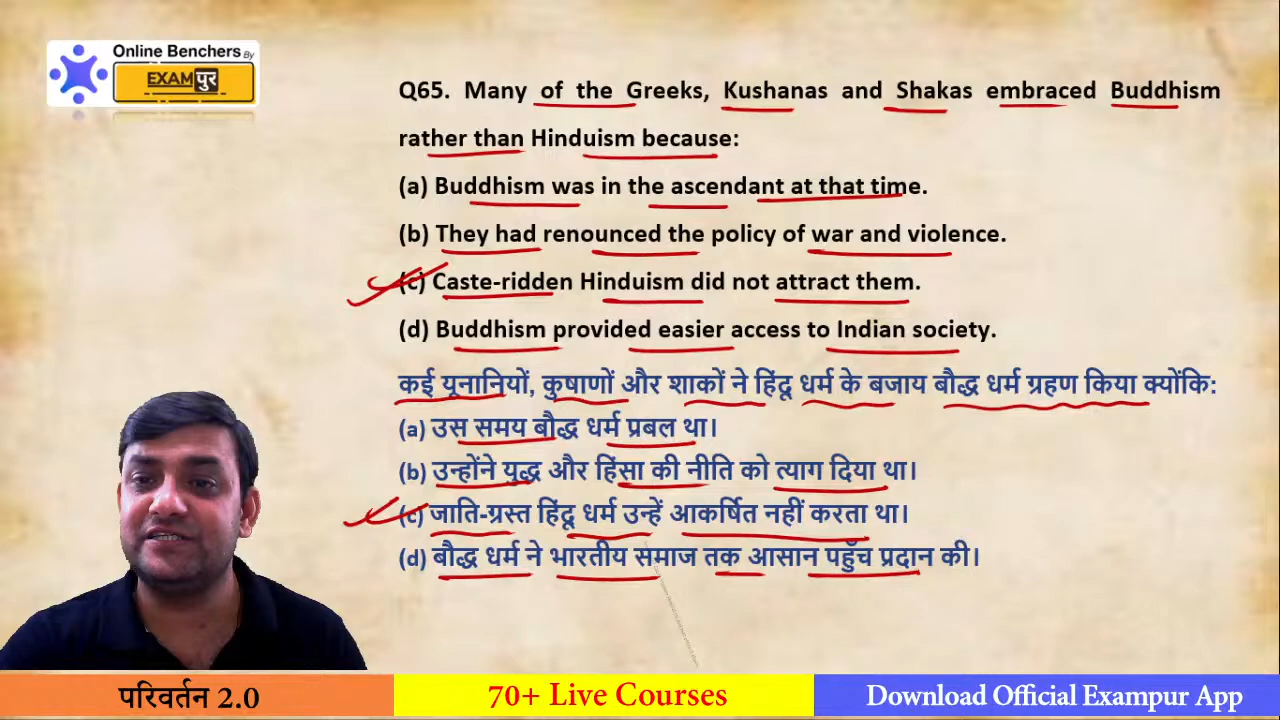 Online Benchers By
EXAMपुर
Q65. Many of the Greeks, Kushanas and Shakas embraced Buddhism
rather than Hinduism because:
(a) Buddhism was in the ascendant at that time.
(b) They had renounced the policy of war and violence.
(c) Caste-ridden Hinduism did not attract them.
(d) Buddhism provided easier access to Indian society.
कई यूनानियों, कुषाणों और शाकों ने हिंदू धर्म के बजाय बौद्ध धर्म ग्रहण किया क्योंकि:
(a) उस समय बौद्ध धर्म प्रबल था।
(b) उन्होंने युद्ध और हिंसा की नीति को त्याग दिया था।
(c) जाति-ग्रस्त हिंदू धर्म उन्हें आकर्षित नहीं करता था।
(d) बौद्ध धर्म ने भारतीय समाज तक आसान पहुँच प्रदान की।
परिवर्तन 2.0
70+ Live Courses
Download Official Exampur App